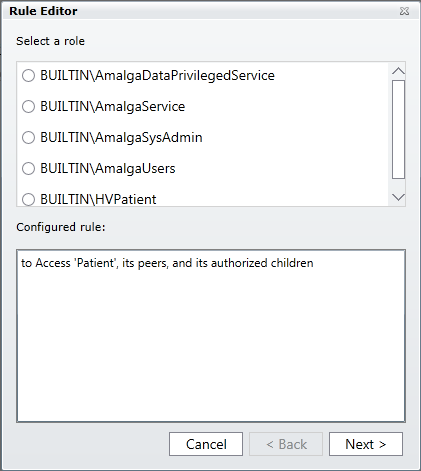 Rule Editor
Select a role
BUILTIN\AmalgaDataPrivilegedService
BUILTIN\AmalgaService
BUILTIN\AmalgaSysAdmin
BUILTIN\AmalgaUsers
BUILTIN\HVPatient
Configured rule:
to Access 'Patient', its peers, and its authorized children
Cancel
< Back
Next >